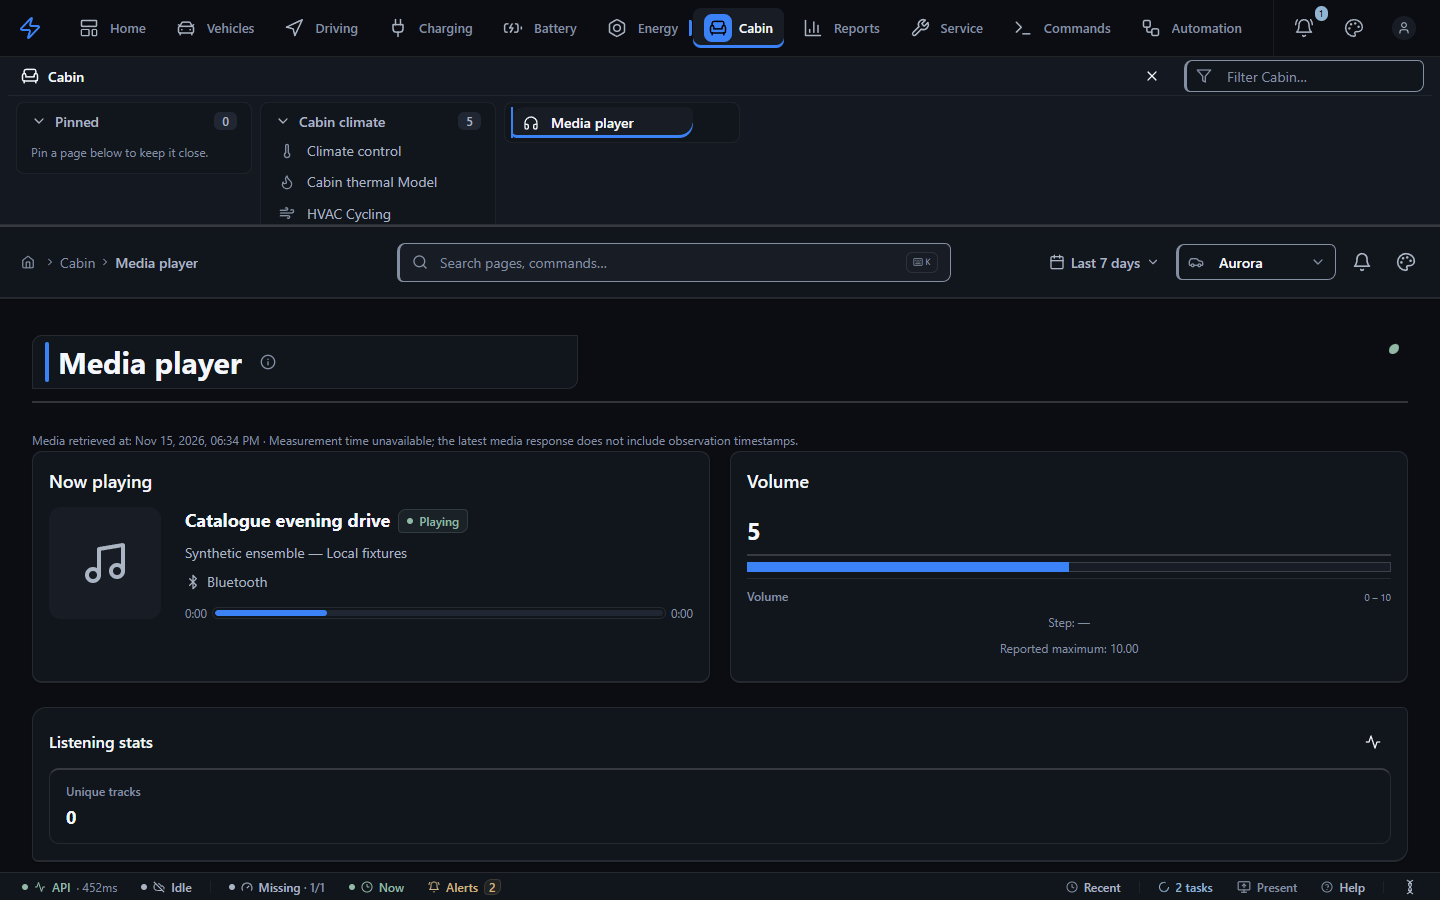 Home Vehicles Driving Charging Battery Energy Cabin Reports Service Commands Automation 1
Cabin
Filter Cabin...
Pinned 0
Pin a page below to keep it close.
Cabin climate 5
Climate control
Cabin thermal Model
HVAC Cycling
Media player
Cabin Media player
Search pages, commands...
K
Last 7 days
Aurora
Media player
Media retrieved at: Nov 15, 2026, 06:34 PM · Measurement time unavailable; the latest media response does not include observation timestamps.
Now playing
Catalogue evening drive Playing
Synthetic ensemble — Local fixtures
Bluetooth
0:00 0:00
Volume
5
Volume 0 – 10
Step: —
Reported maximum: 10.00
Listening stats
Unique tracks
0
API · 452ms Idle Missing · 1/1 Now Alerts 2 Recent 2 tasks Present Help